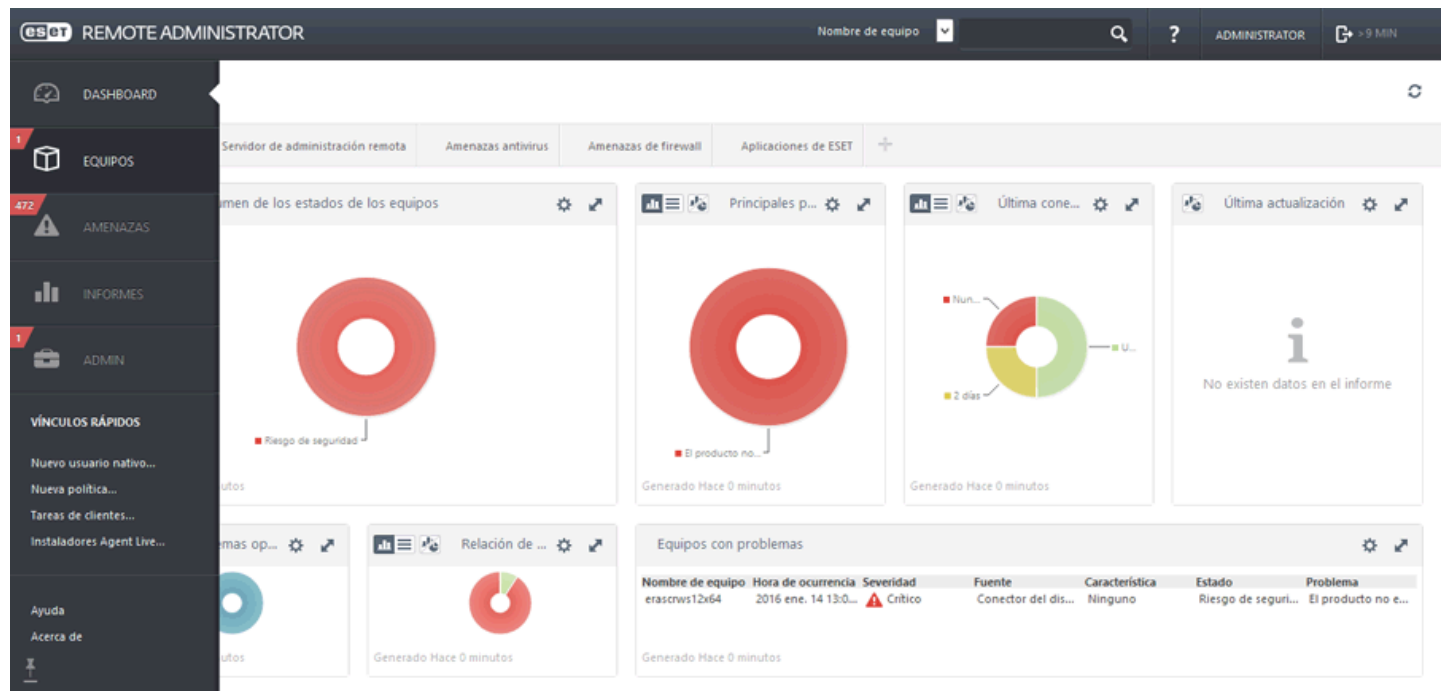 eset REMOTE ADMINISTRATOR
Nombre de equipo
?
ADMINISTRATOR
>9 MIN
DASHBOARD
1
EQUIPOS
472
AMENAZAS
INFORMES
1
ADMIN
VÍNCULOS RÁPIDOS
Nuevo usuario nativo...
Nueva política...
Tareas de clientes...
Instaladores Agent Live...
Ayuda
Acerca de
Servidor de administración remota
Amenazas antivirus
Amenazas de firewall
Aplicaciones de ESET
de los estados de los equipos
Riesgo de seguridad
utos
Principales p...
El producto no...
Generado Hace 0 minutos
Última cone...
Nun...
U...
2 días
Generado Hace 0 minutos
Última actualización
No existen datos en el informe
mas op...
utos
Relación de ...
Generado Hace 0 minutos
Equipos con problemas
Nombre de equipo Hora de ocurrencia Severidad Fuente Característica Estado Problema
erascrws12x64 2016 ene. 14 13:0... Crítico Conector del dis... Ninguno Riesgo de seguri... El producto no e...
Generado Hace 0 minutos